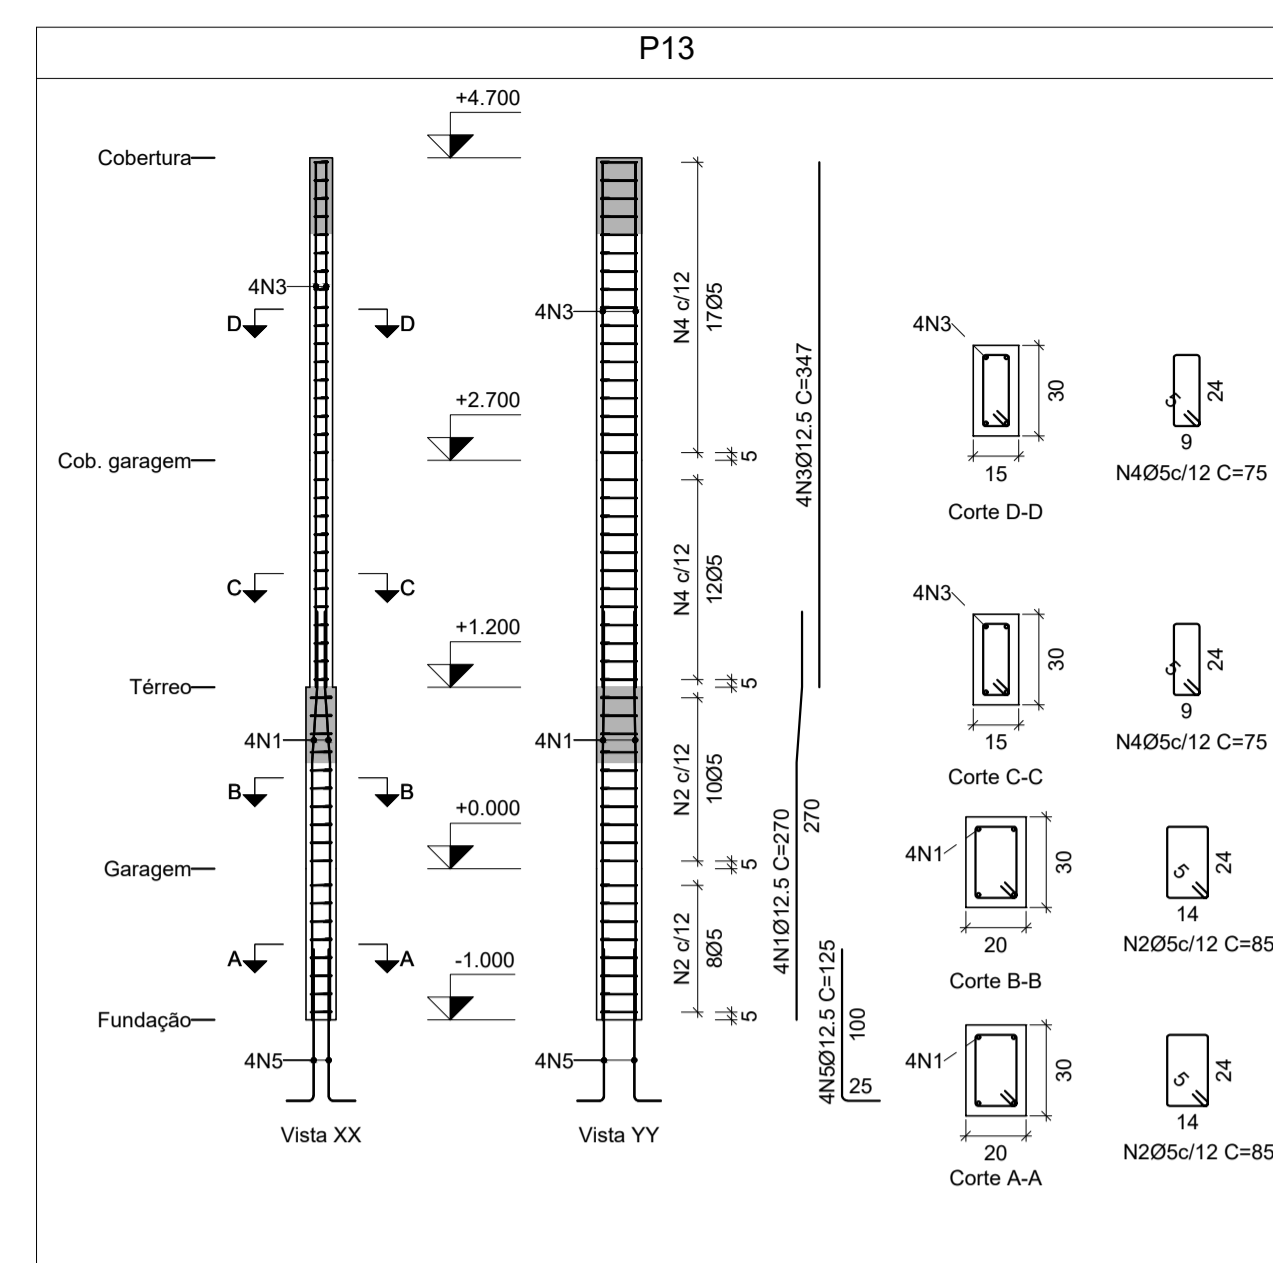 P13
+4.700
Cobertura
4N3
D
D
4N3
N4 c/12
17Ø5
+2.700
Cob. garagem
5
N4 c/12
12Ø5
C
C
+1.200
Térreo
5
4N1
4N1
N2 c/12
10Ø5
B
B
+0.000
Garagem
5
N2 c/12
8Ø5
A
A
-1.000
Fundação
5
4N5
4N5
Vista XX
Vista YY
4N3Ø12.5 C=347
4N1Ø12.5 C=270
270
4N5Ø12.5 C=125
100
25
4N3
30
15
Corte D-D
5
24
9
N4Ø5c/12 C=75
4N3
30
15
Corte C-C
5
24
9
N4Ø5c/12 C=75
4N1
30
20
Corte B-B
5
24
14
N2Ø5c/12 C=85
4N1
30
20
Corte A-A
5
24
14
N2Ø5c/12 C=85